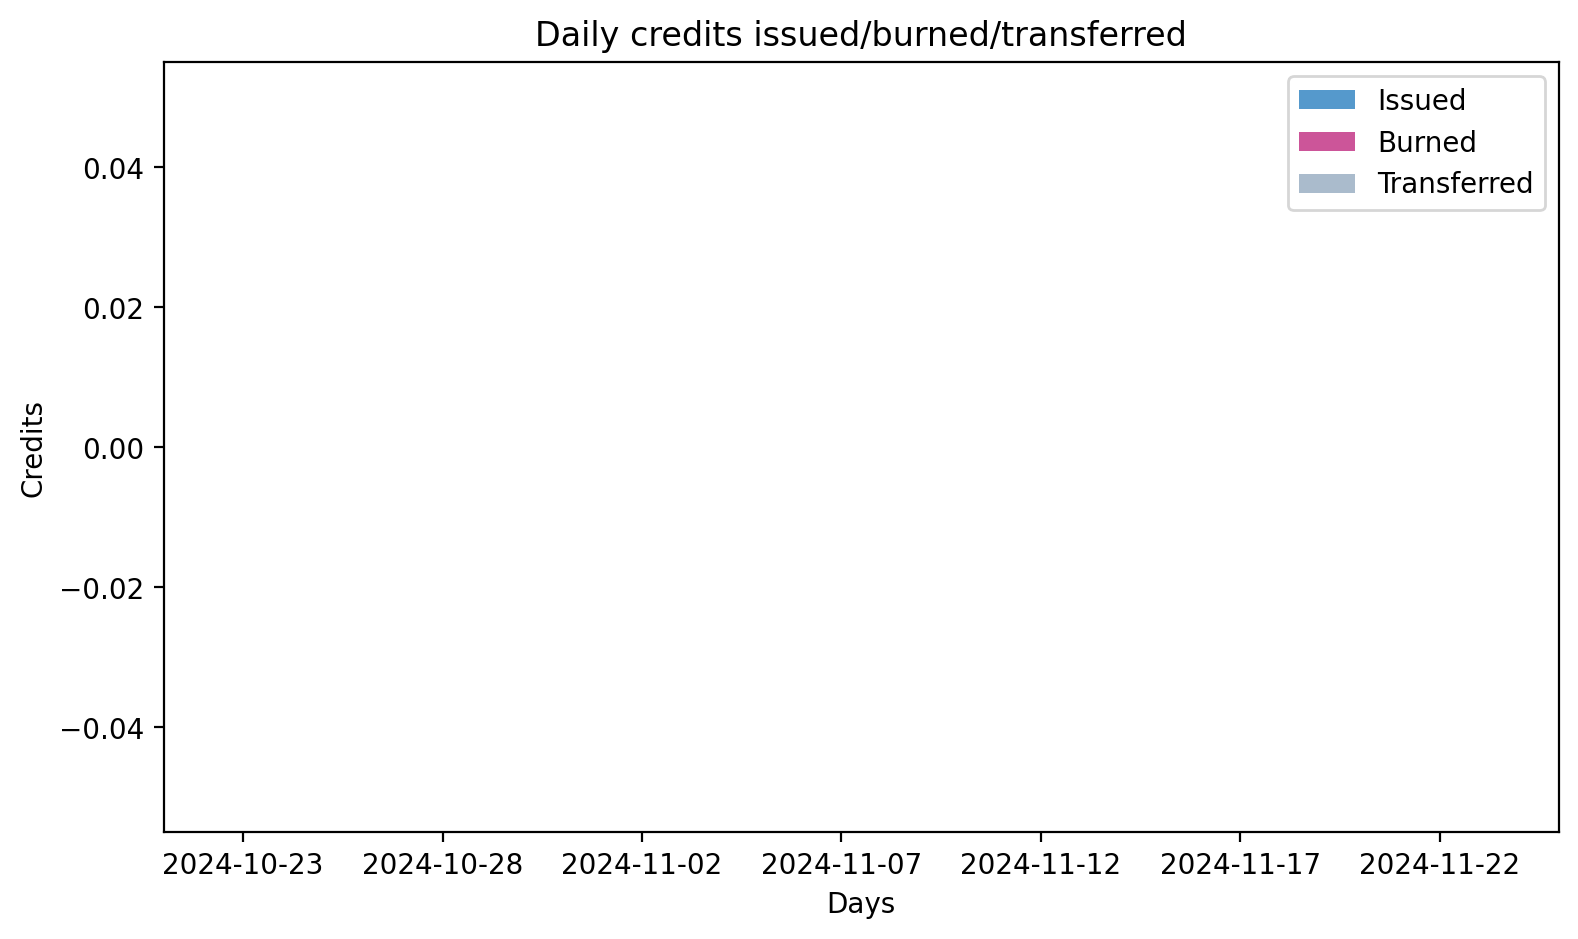 Daily credits issued/burned/transferred
Issued
Burned
Transferred
0.04
0.02
0.00
−0.02
−0.04
Credits
2024-10-23 2024-10-28 2024-11-02 2024-11-07 2024-11-12 2024-11-17 2024-11-22
Days